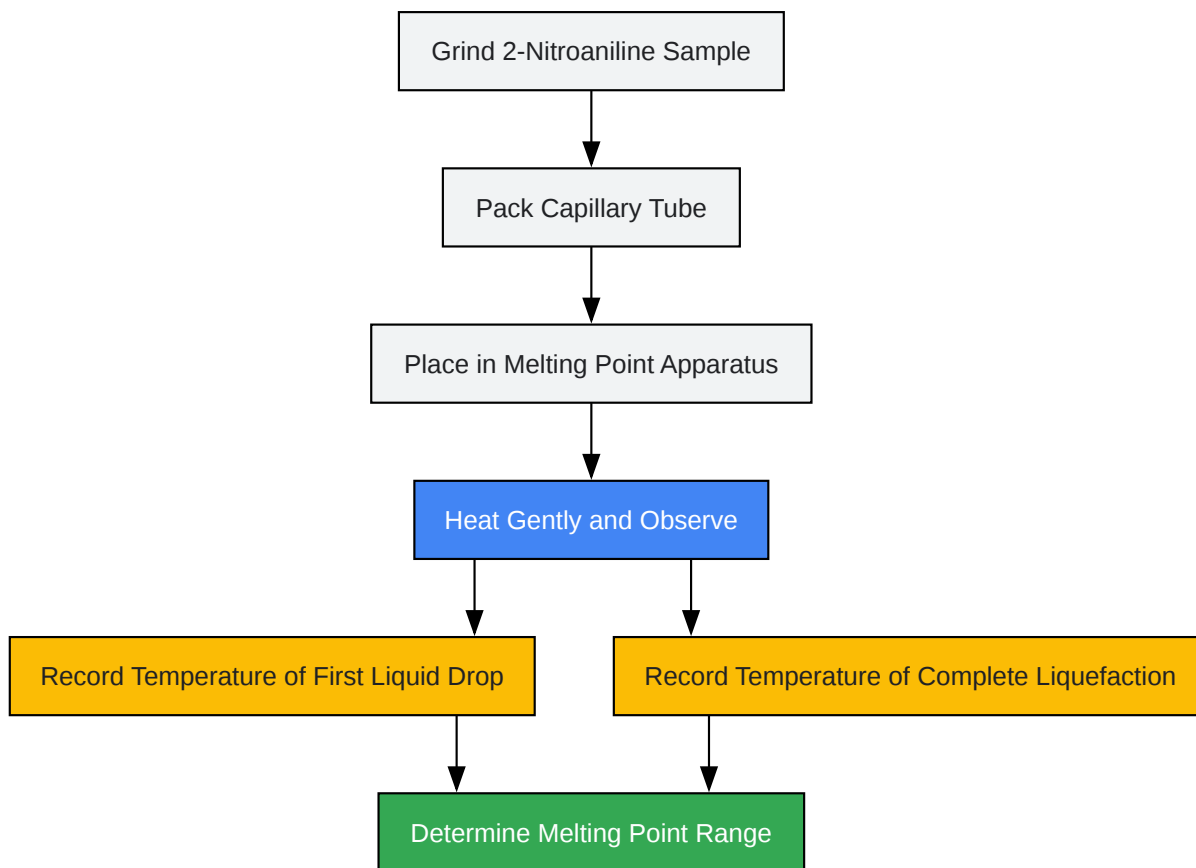 Grind 2-Nitroaniline Sample
Pack Capillary Tube
Place in Melting Point Apparatus
Heat Gently and Observe
Record Temperature of First Liquid Drop
Record Temperature of Complete Liquefaction
Determine Melting Point Range